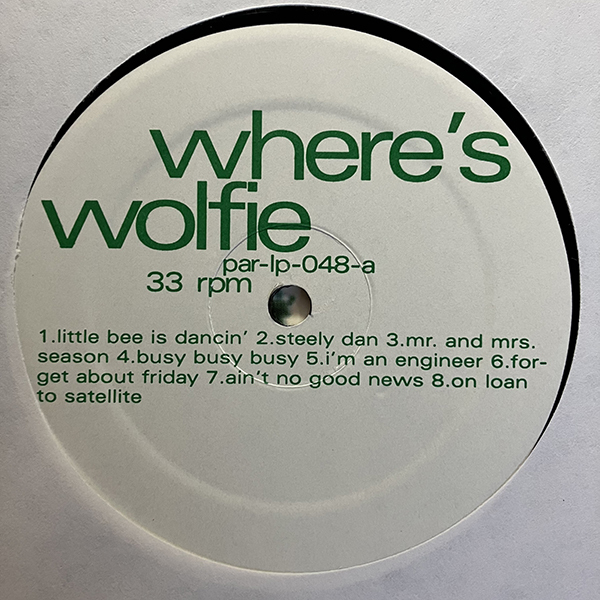 where's
wolfie
par-lp-048-a
33 rpm
1.little bee is dancin' 2.steely dan 3.mr. and mrs.
season 4.busy busy busy 5.i'm an engineer 6.for-
get about friday 7.ain't no good news 8.on loan
to satellite